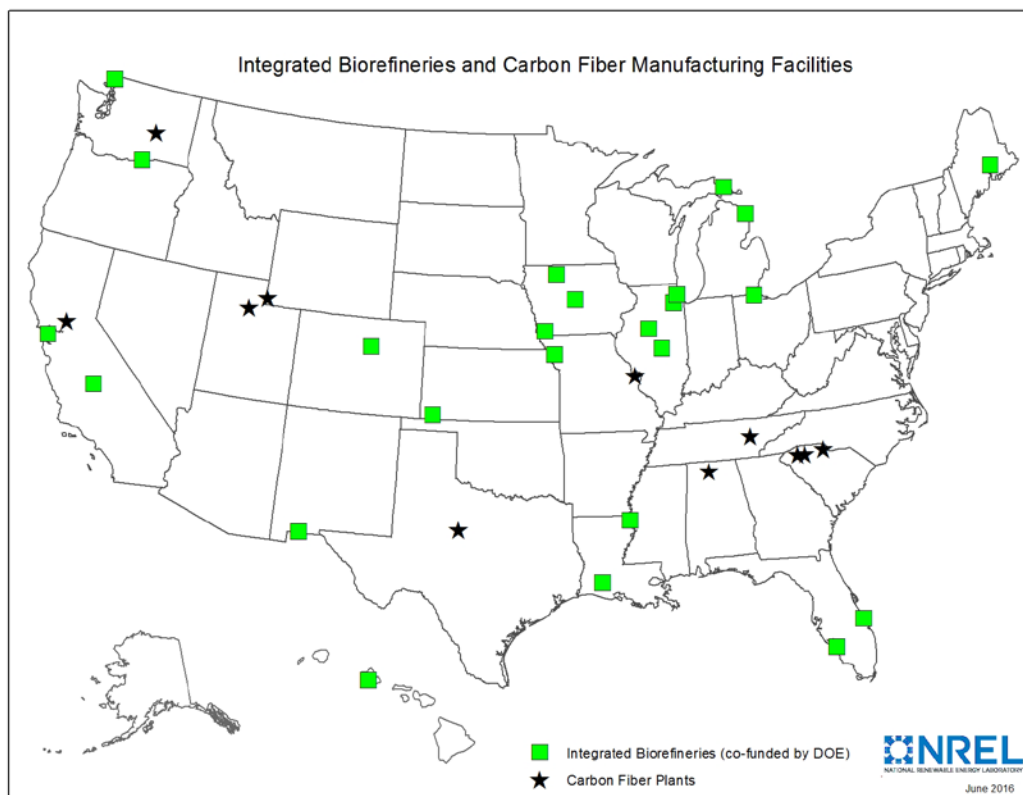 Integrated Biorefineries and Carbon Fiber Manufacturing Facilities
Integrated Biorefineries (co-funded by DOE)
Carbon Fiber Plants
NREL
NATIONAL RENEWABLE ENERGY LABORATORY
June 2016